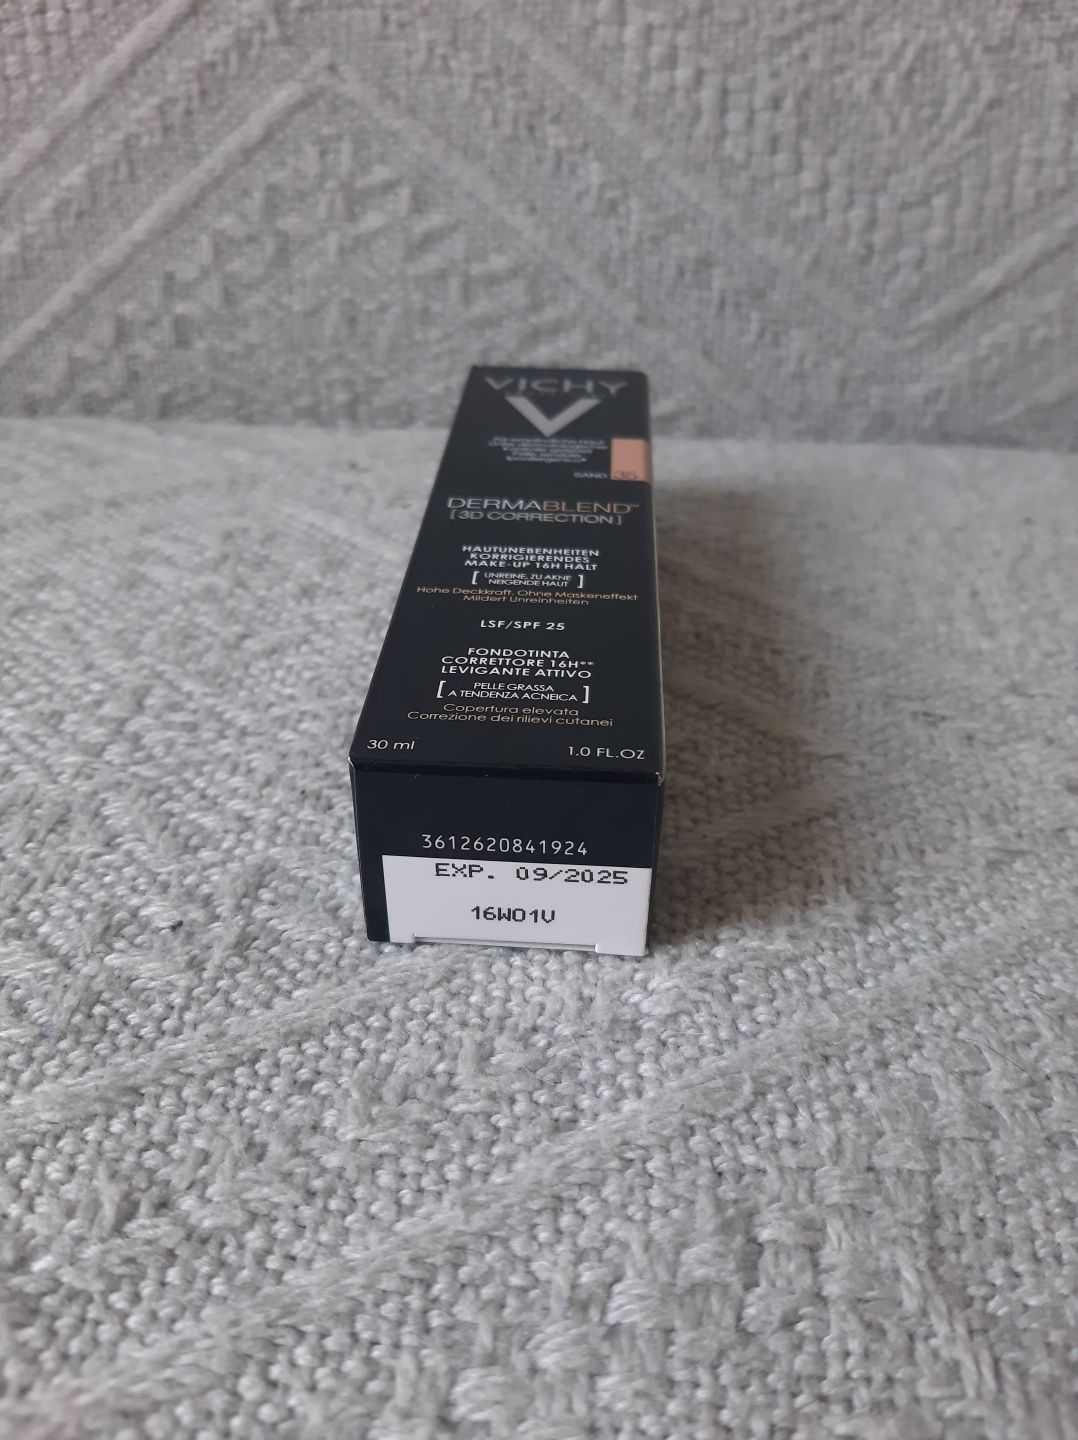 VICHY
V
SAND 35
DERMABLEND™
[3D CORRECTION]
HAUTUNEBENHEITEN
KORRIGIERENDES
MAKE-UP 16H HALT
[ UNREINE, ZU AKNE
NEIGENDE HAUT ]
Hohe Deckkraft, Ohne Maskeneffekt
Mildert Unreinheiten
LSF/SPF 25
FONDOTINTA
CORRETTORE 16H**
LEVIGANTE ATTIVO
[ PELLE GRASSA
A TENDENZA ACNEICA ]
Copertura elevata
Correzione dei rilievi cutanei
30 ml 1.0 FL.OZ
3612620841924
EXP. 09/2025
16W01V